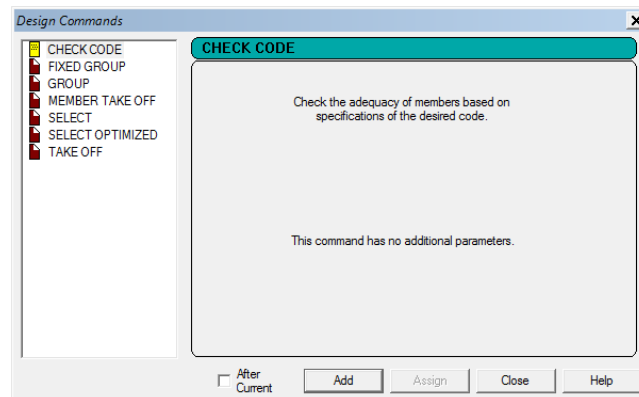 Design Commands
CHECK CODE
FIXED GROUP
GROUP
MEMBER TAKE OFF
SELECT
SELECT OPTIMIZED
TAKE OFF
CHECK CODE
Check the adequacy of members based on
specifications of the desired code.
This command has no additional parameters.
After
Current
Add
Assign
Close
Help